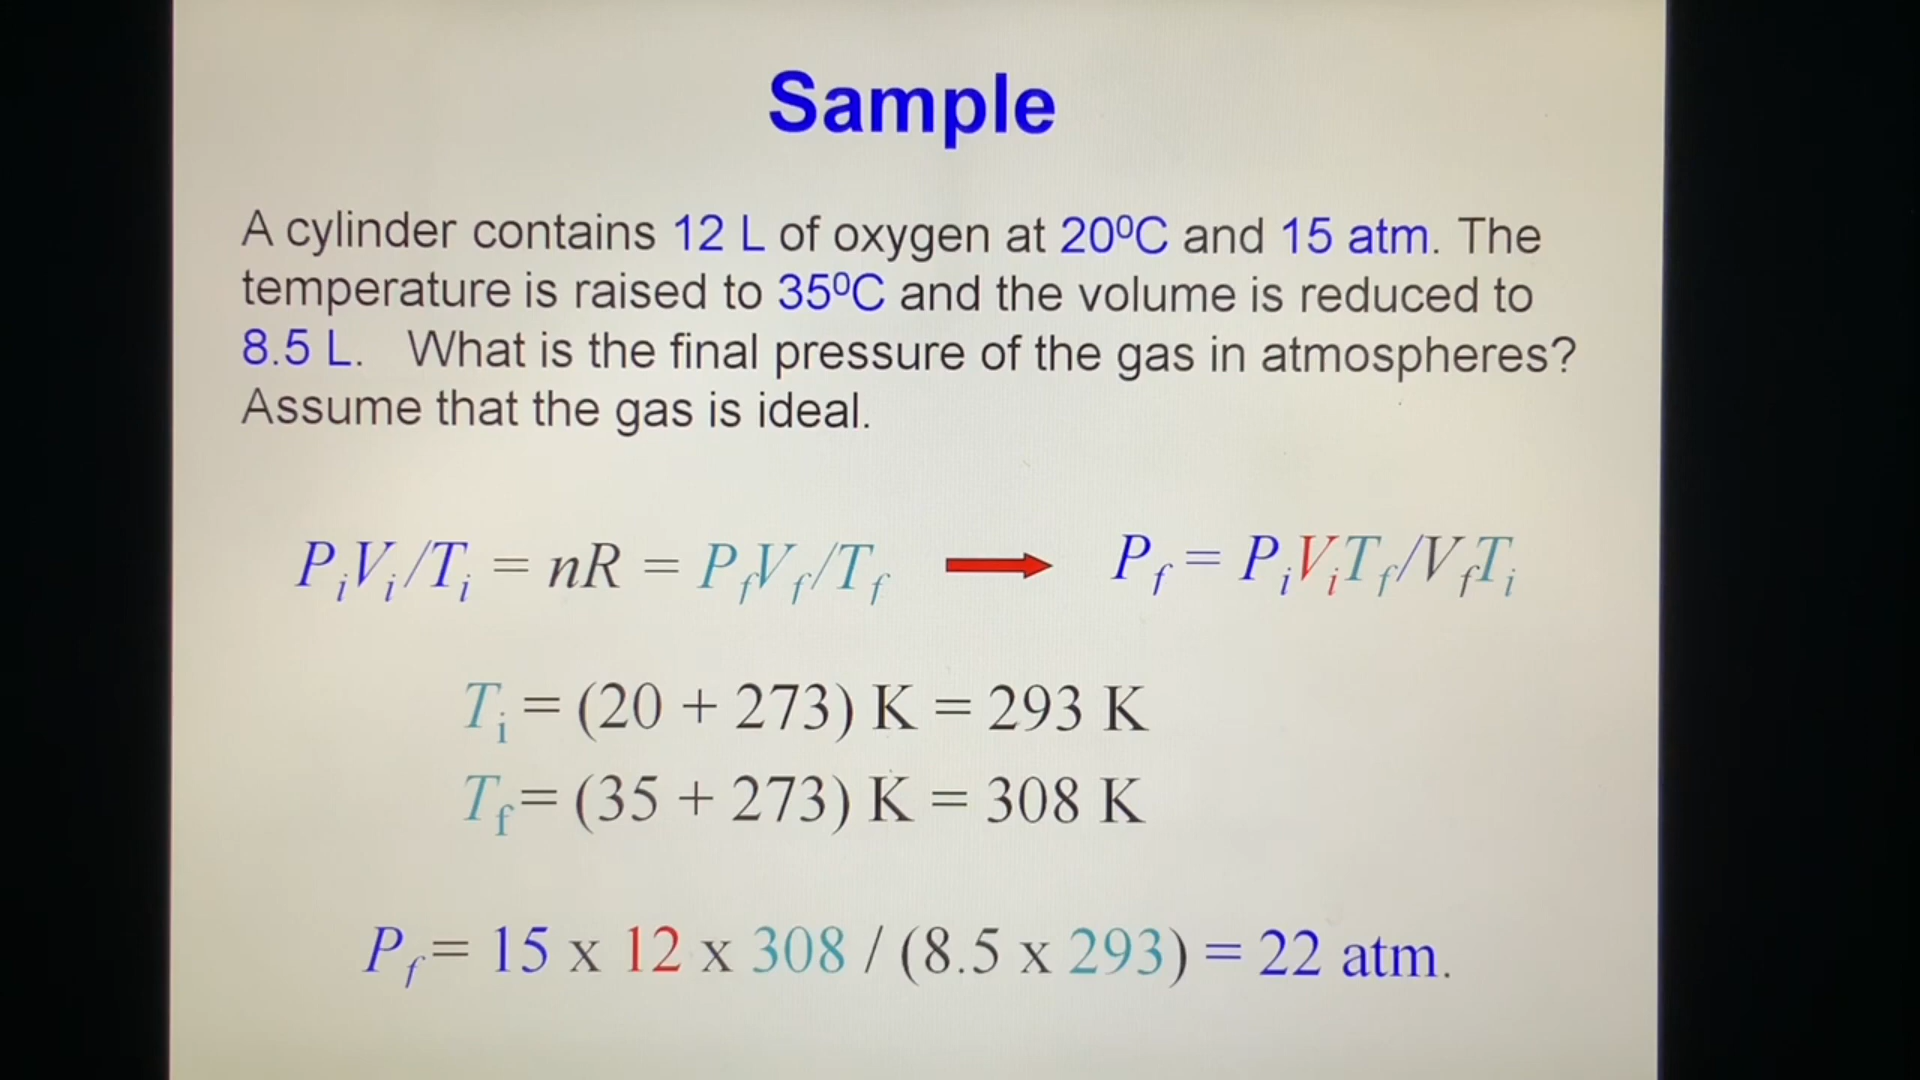 Sample
A cylinder contains 12 L of oxygen at 20⁰C and 15 atm. The
temperature is raised to 35⁰C and the volume is reduced to
8.5 L. What is the final pressure of the gas in atmospheres?
Assume that the gas is ideal.
PᵢVᵢ/Tᵢ = nR = P_fV_f/T_f → P_f = PᵢVᵢT_f/V_fTᵢ
Tᵢ = (20 + 273) K = 293 K
T_f = (35 + 273) K = 308 K
P_f = 15 x 12 x 308 / (8.5 x 293) = 22 atm.